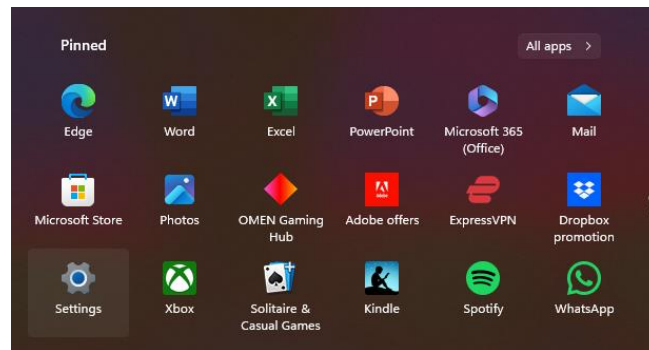 Pinned
All apps >
Edge
Word
Excel
PowerPoint
Microsoft 365
(Office)
Mail
Microsoft Store
Photos
OMEN Gaming
Hub
Adobe offers
ExpressVPN
Dropbox
promotion
Settings
Xbox
Solitaire &
Casual Games
Kindle
Spotify
WhatsApp